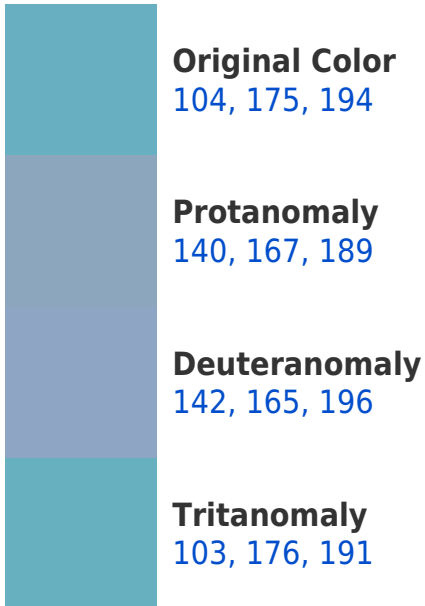 Original Color
104, 175, 194
Protanomaly
140, 167, 189
Deuteranomaly
142, 165, 196
Tritanomaly
103, 176, 191